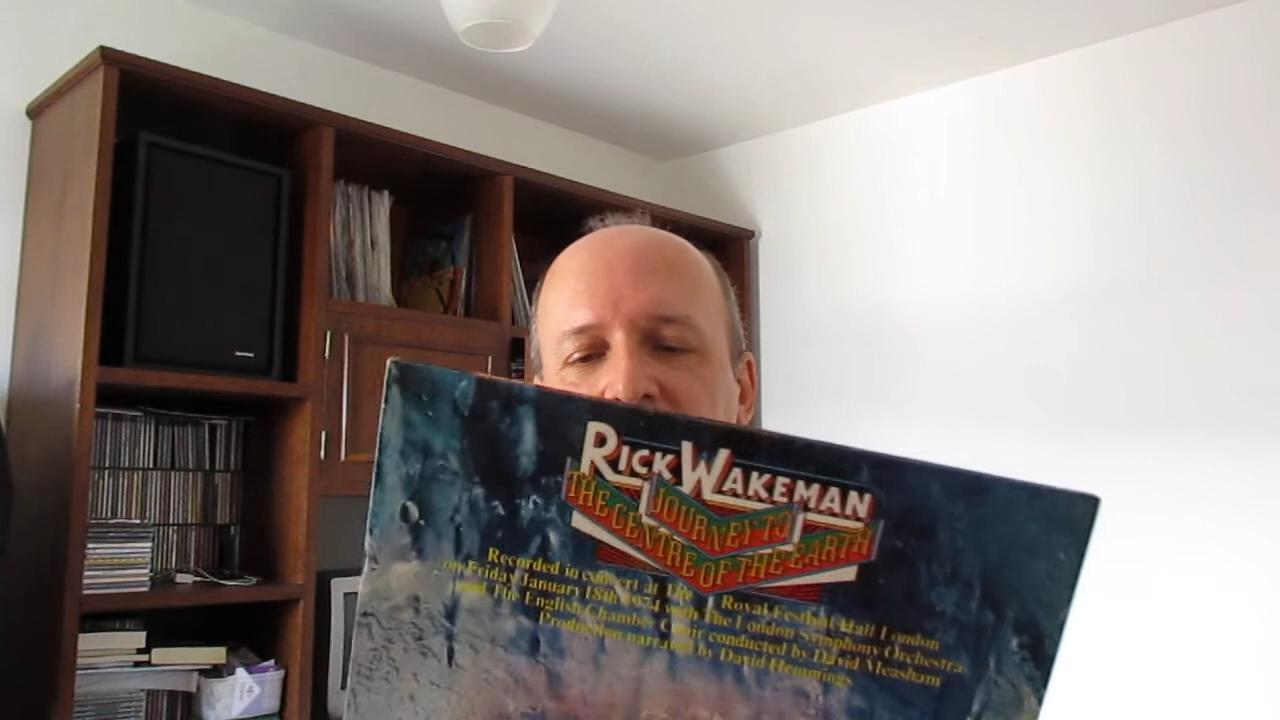 RICK WAKEMAN
JOURNEY TO
THE CENTRE OF THE EARTH
Recorded in concert at The Royal Festival Hall London
on Friday January 18th 1974 with The London Symphony Orchestra
and The English Chamber Choir conducted by David Measham
Production narrated by David Hemmings